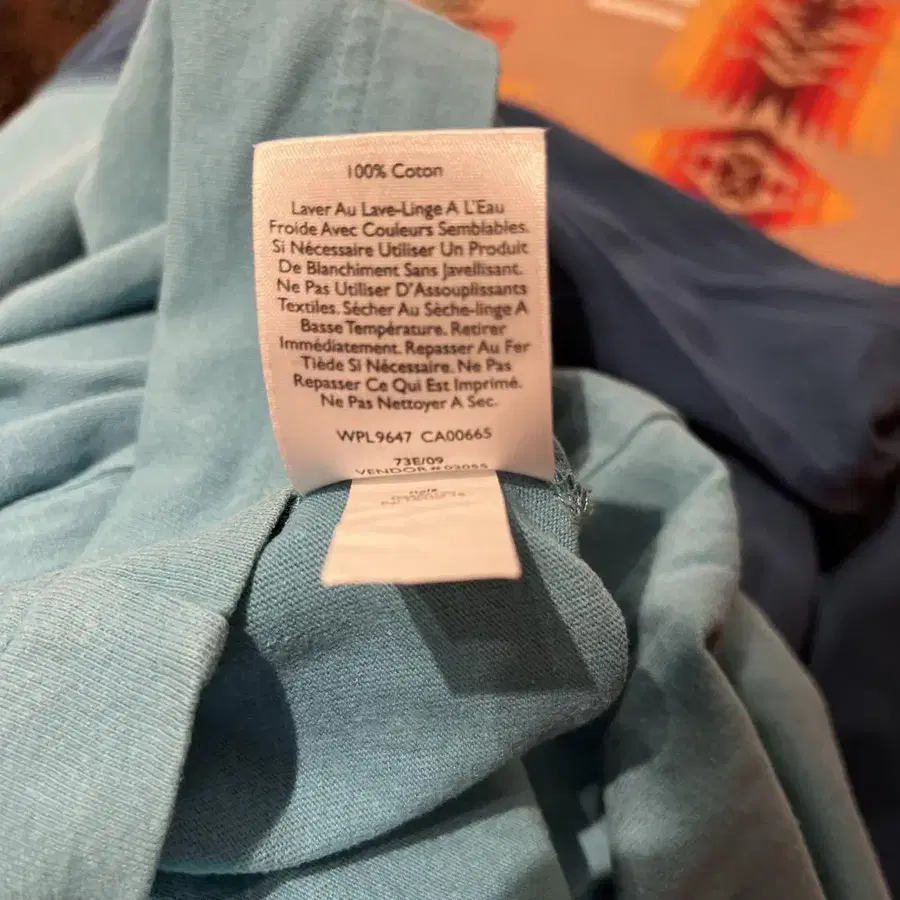 100% Coton
Laver Au Lave-Linge A L'Eau
Froide Avec Couleurs Semblables.
Si Nécessaire Utiliser Un Produit
De Blanchiment Sans Javellisant.
Ne Pas Utiliser D'Assouplissants
Textiles. Sécher Au Sèche-linge A
Basse Température. Retirer
Immédiatement. Repasser Au Fer
Tiède Si Nécessaire. Ne Pas
Repasser Ce Qui Est Imprimé.
Ne Pas Nettoyer A Sec.
WPL9647 CA00665
73E/09
VENDOR # 02055